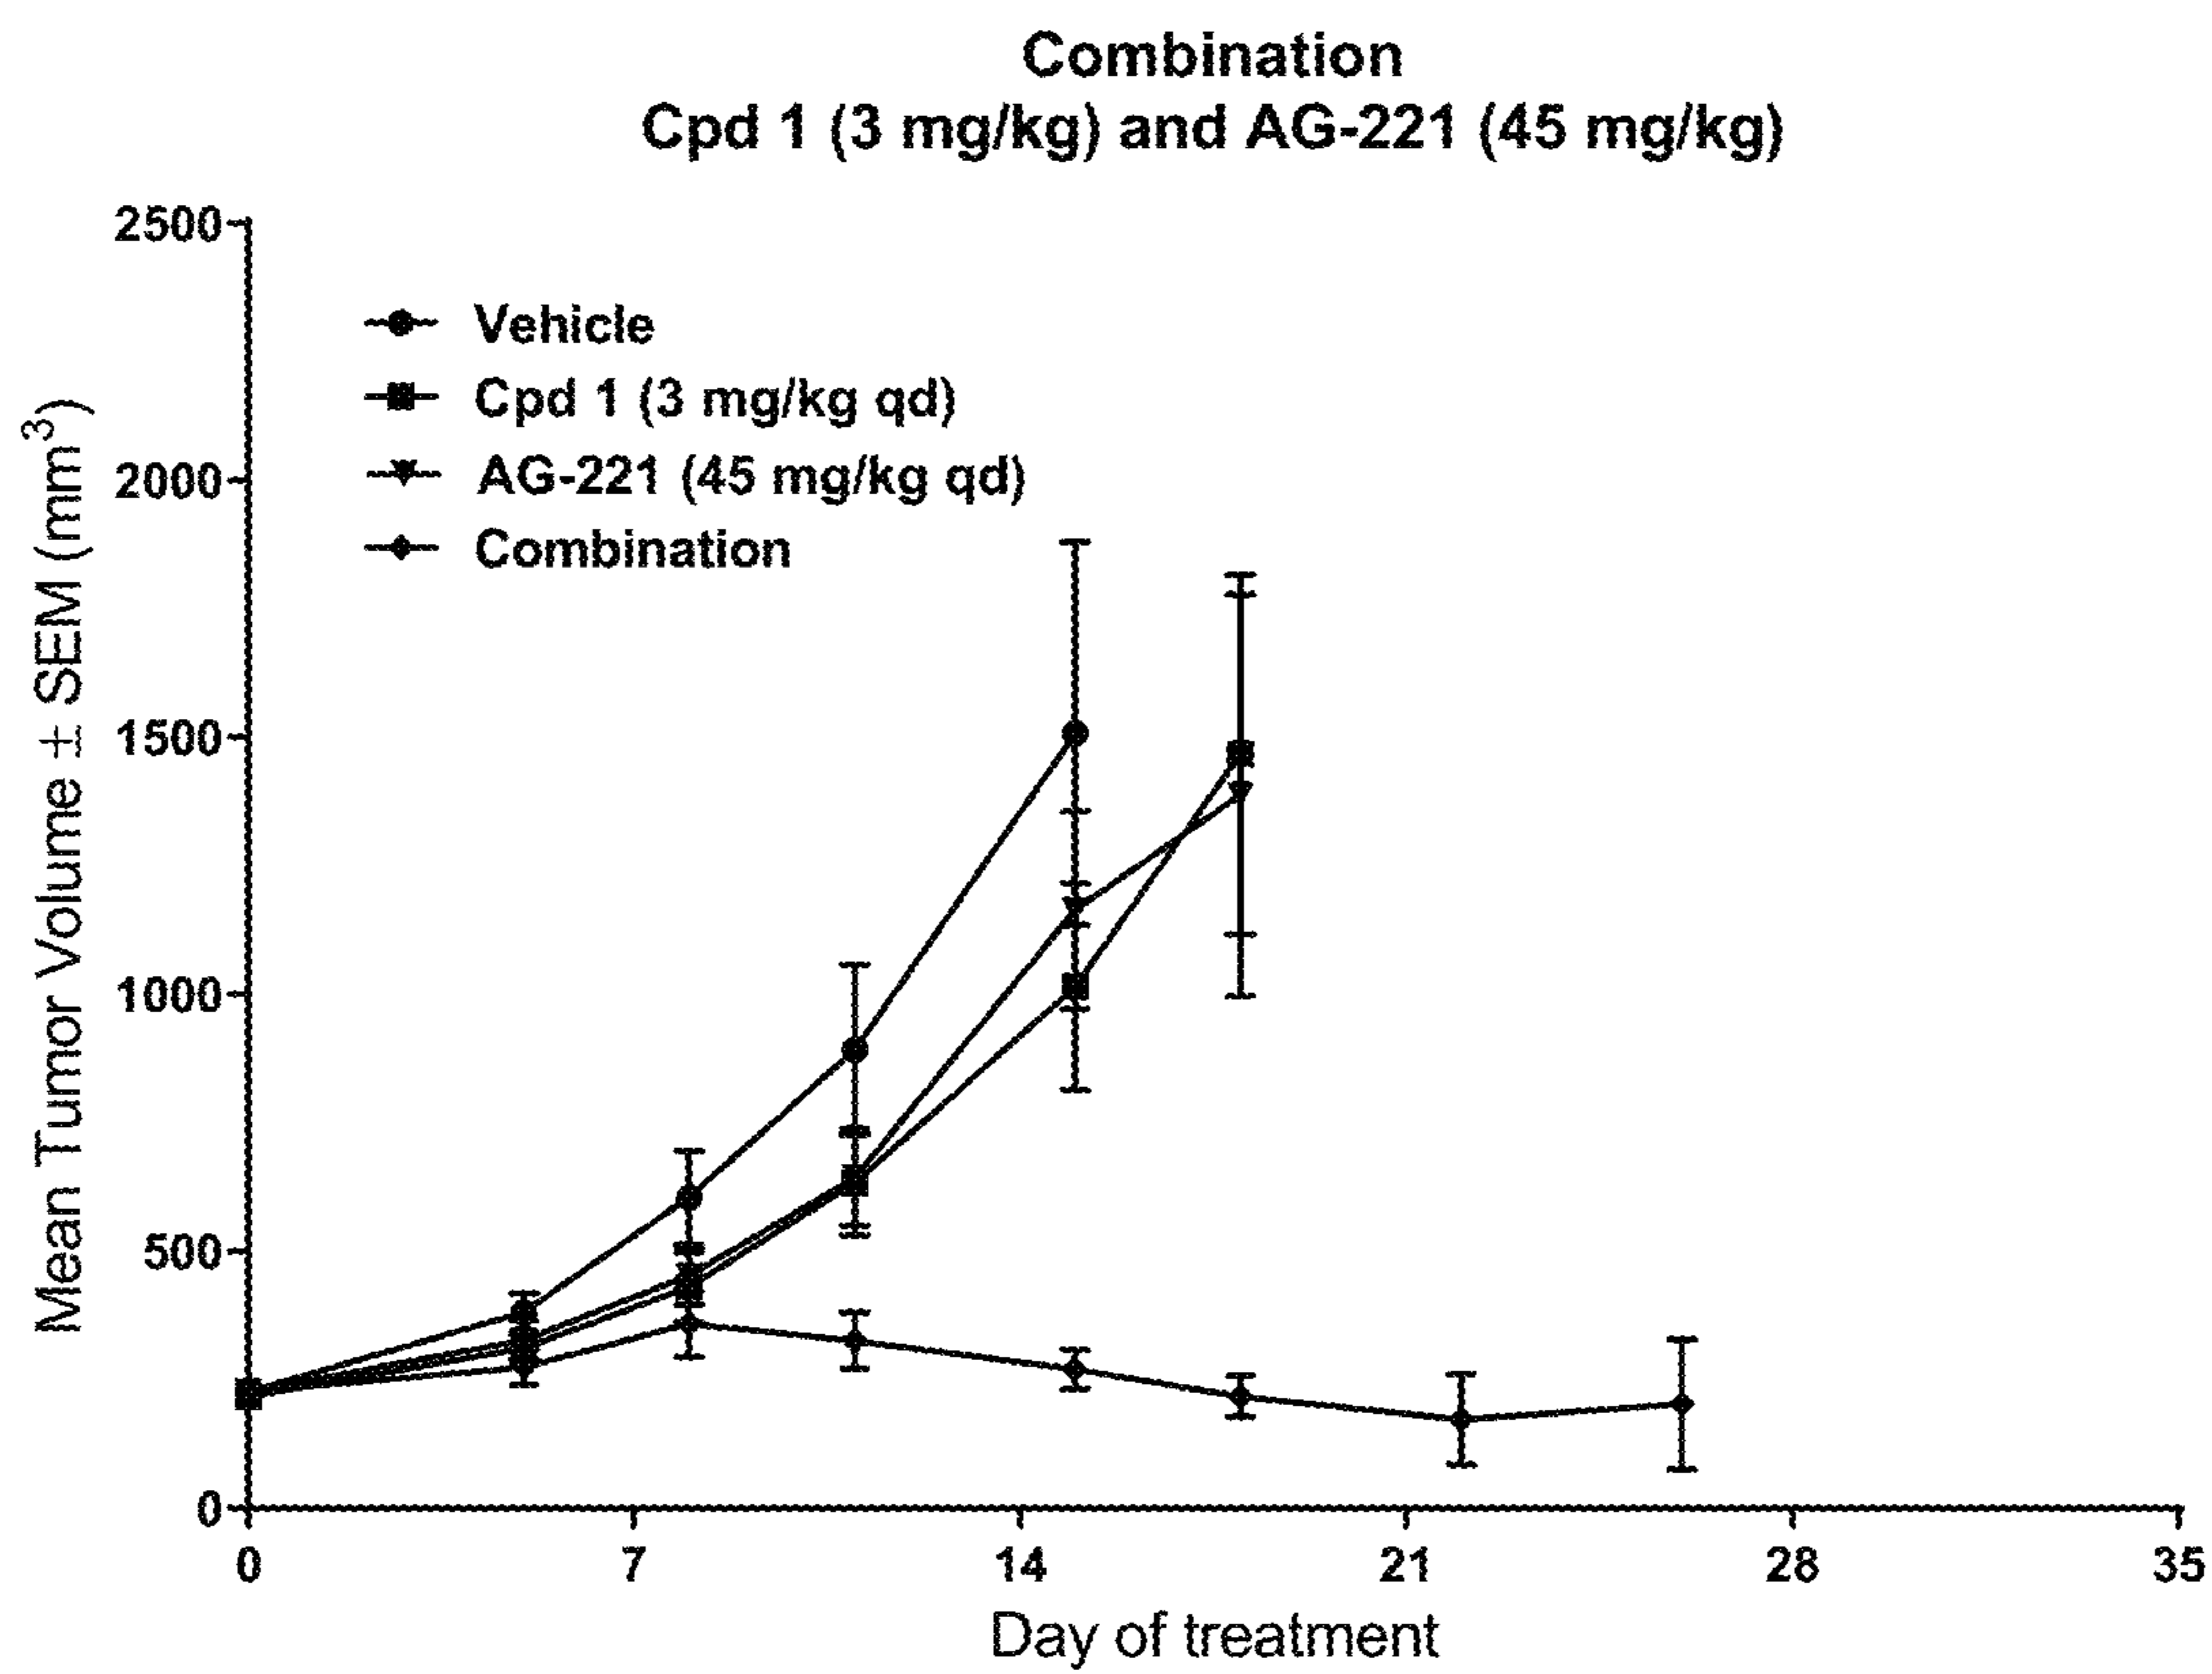 Combination
Cpd 1 (3 mg/kg) and AG-221 (45 mg/kg)
2500
2000
1500
1000
500
0
Mean Tumor Volume ± SEM (mm³)
Vehicle
Cpd 1 (3 mg/kg qd)
AG-221 (45 mg/kg qd)
Combination
0 7 14 21 28 35
Day of treatment